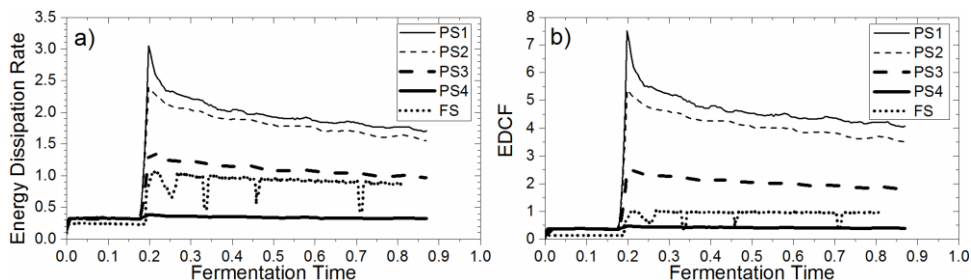 a)
Energy Dissipation Rate
3.5
3.0
2.5
2.0
1.5
1.0
0.5
0.0
PS1
PS2
PS3
PS4
FS
0.0 0.1 0.2 0.3 0.4 0.5 0.6 0.7 0.8 0.9 1.0
Fermentation Time
b)
EDCF
8
7
6
5
4
3
2
1
0
PS1
PS2
PS3
PS4
FS
0.0 0.1 0.2 0.3 0.4 0.5 0.6 0.7 0.8 0.9 1.0
Fermentation Time